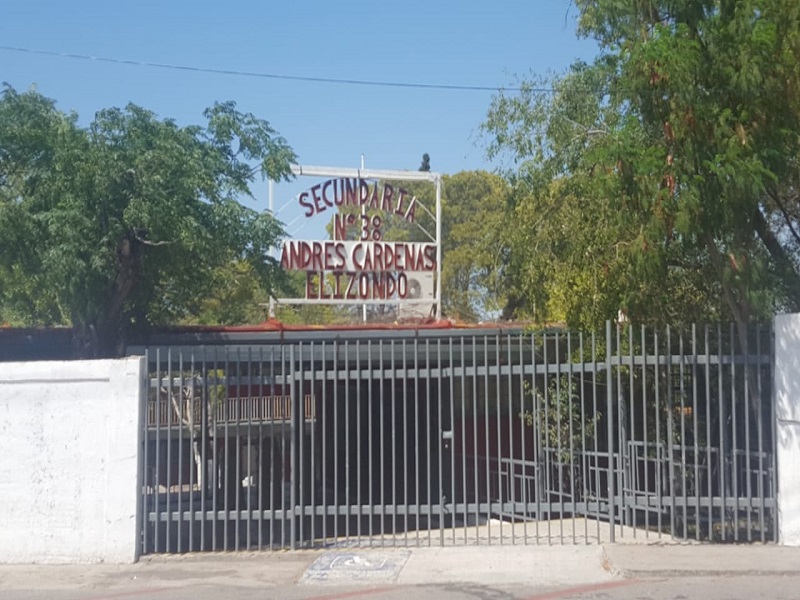 SECUNDARIA
Nº 38
ANDRES CARDENAS
ELIZONDO